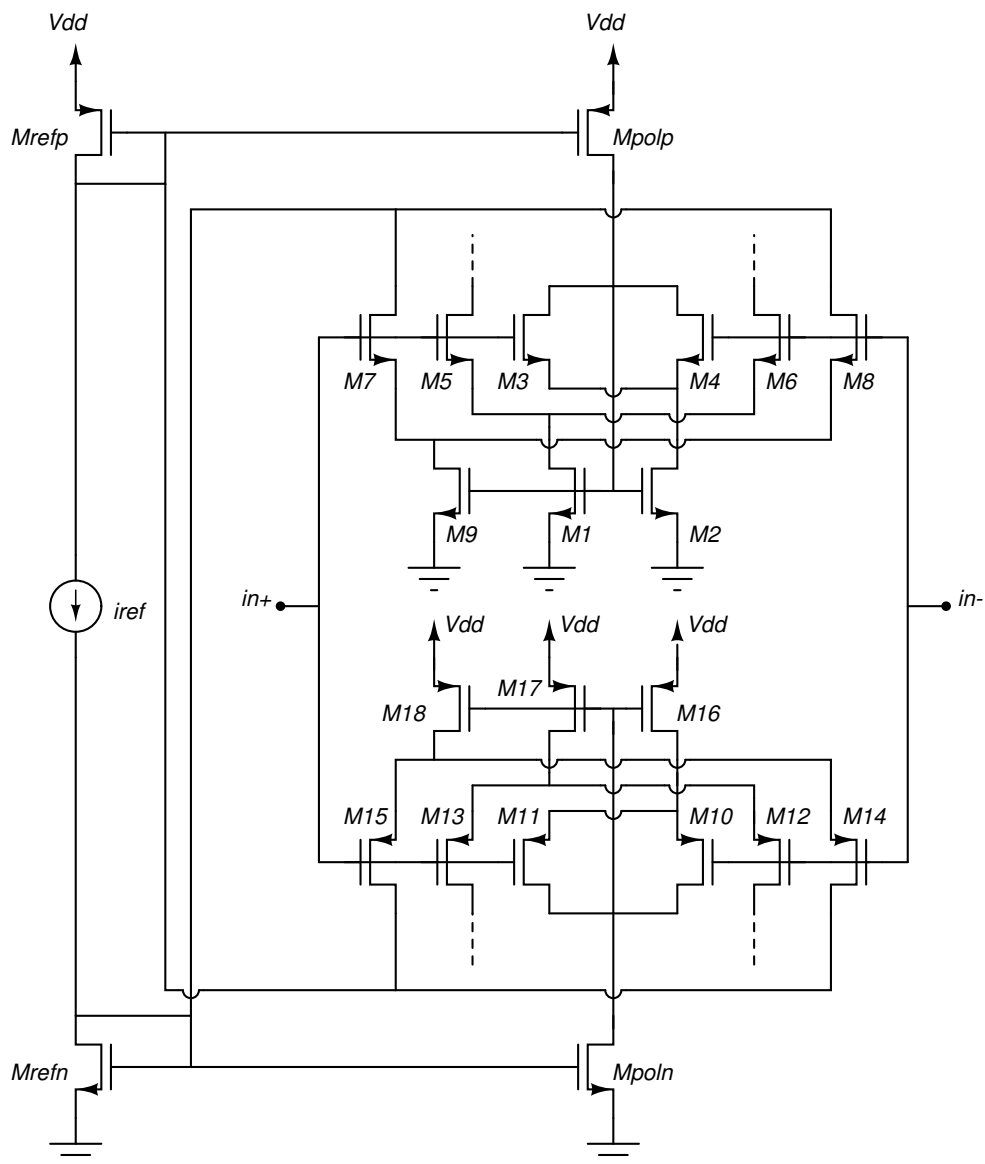 Vdd Vdd
Mrefp Mpolp
M7 M5 M3 M4 M6 M8
M9 M1 M2
in+ iref in-
Vdd Vdd Vdd
M18 M17 M16
M15 M13 M11 M10 M12 M14
Mrefn Mpoln